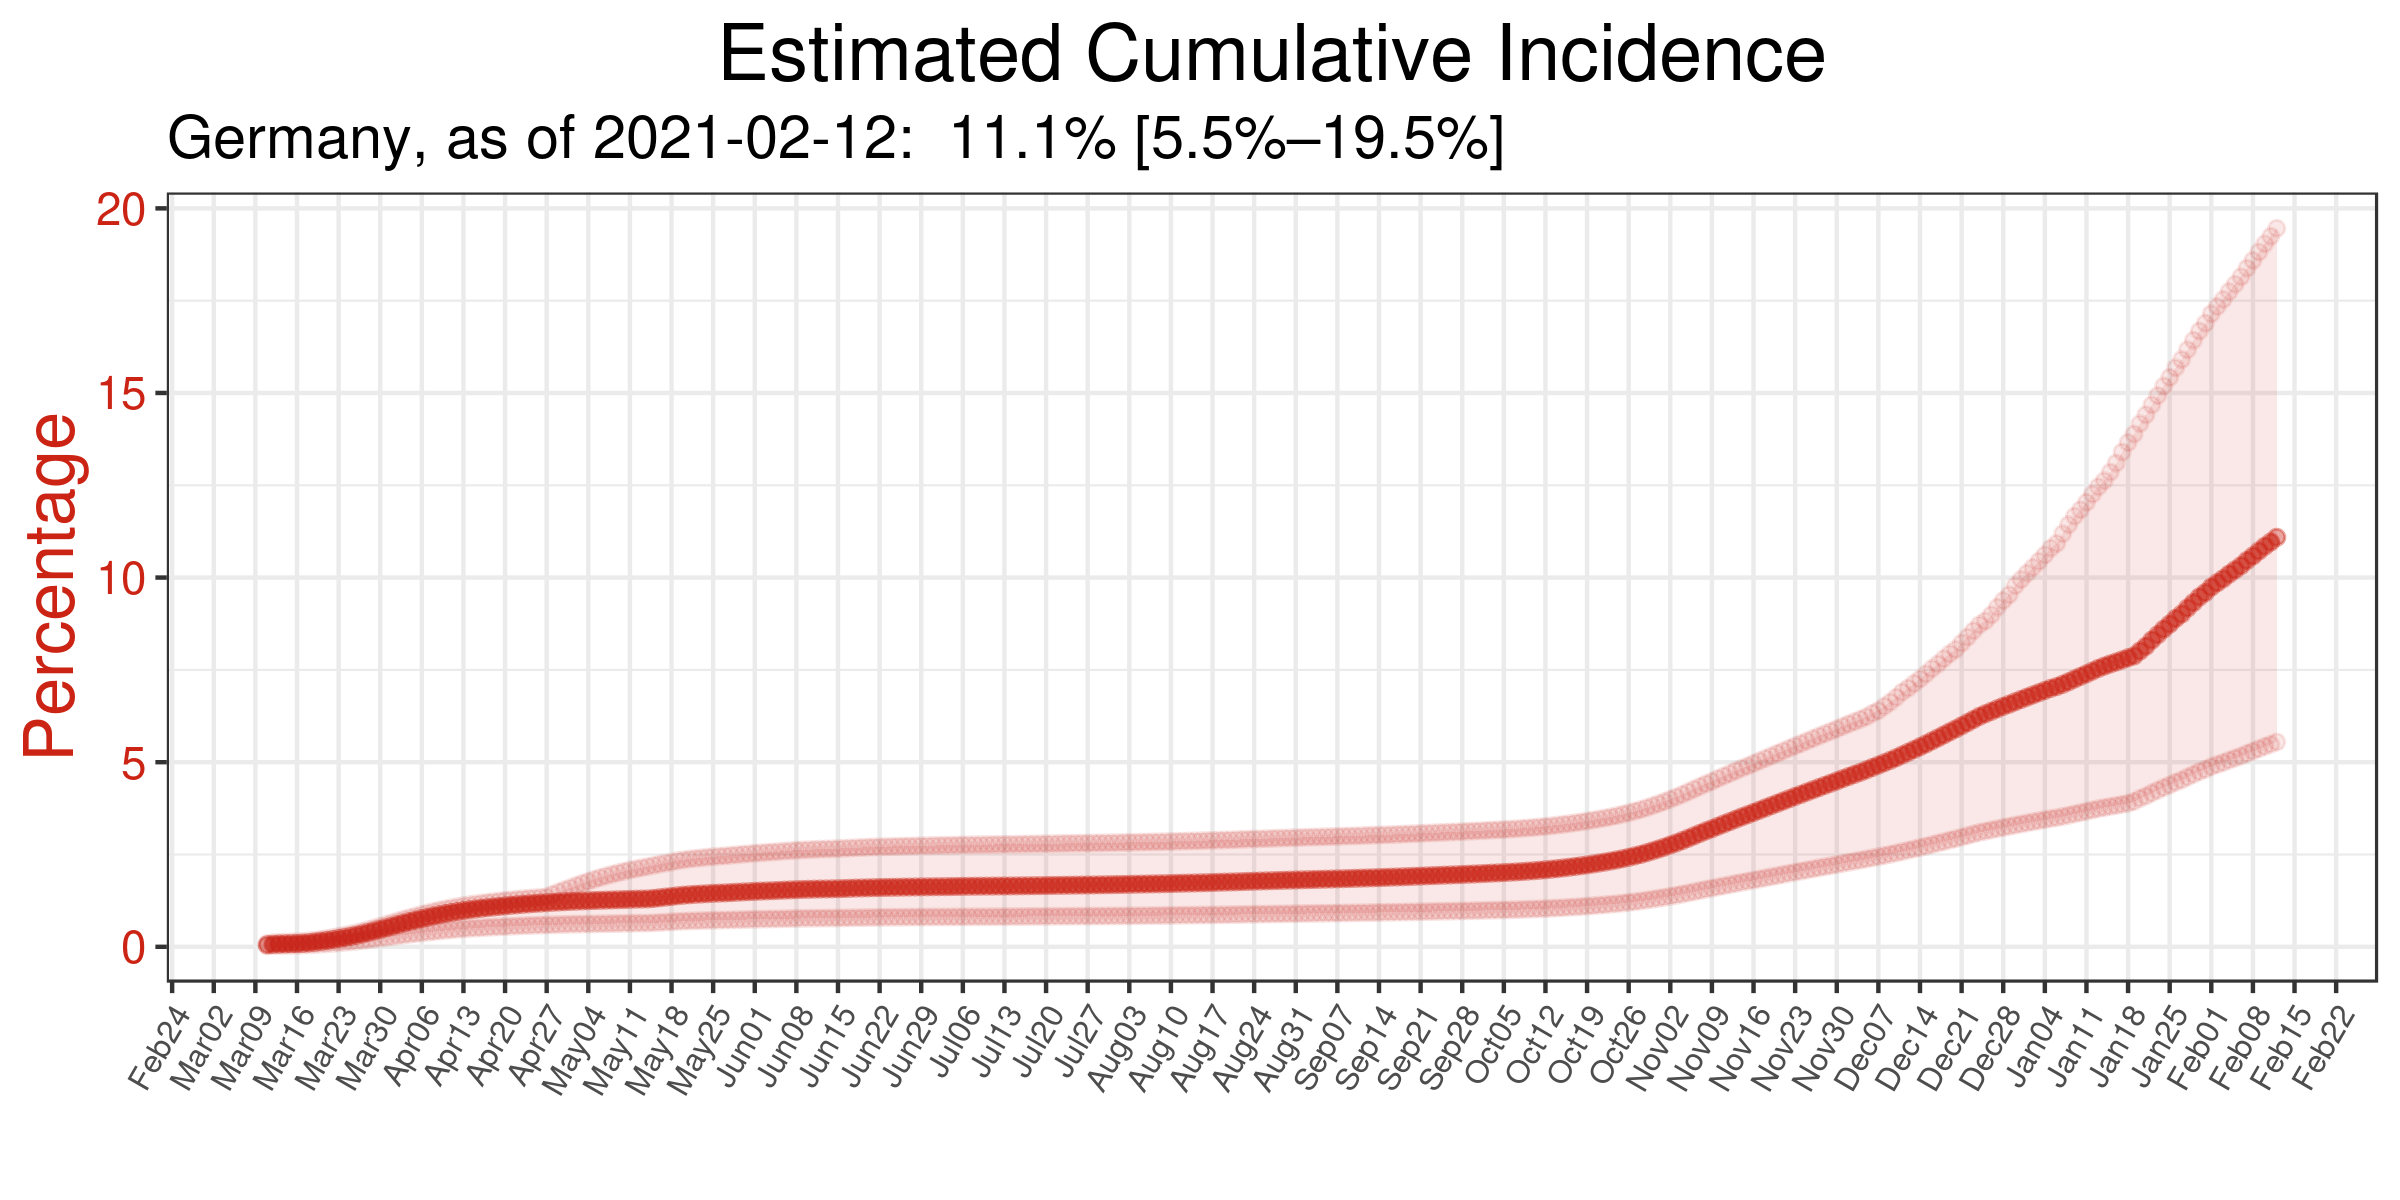 Estimated Cumulative Incidence
Germany, as of 2021-02-12:  11.1% [5.5%–19.5%]
Percentage
20
15
10
5
0
Feb24
Mar02
Mar09
Mar16
Mar23
Mar30
Apr06
Apr13
Apr20
Apr27
May04
May11
May18
May25
Jun01
Jun08
Jun15
Jun22
Jun29
Jul06
Jul13
Jul20
Jul27
Aug03
Aug10
Aug17
Aug24
Aug31
Sep07
Sep14
Sep21
Sep28
Oct05
Oct12
Oct19
Oct26
Nov02
Nov09
Nov16
Nov23
Nov30
Dec07
Dec14
Dec21
Dec28
Jan04
Jan11
Jan18
Jan25
Feb01
Feb08
Feb15
Feb22